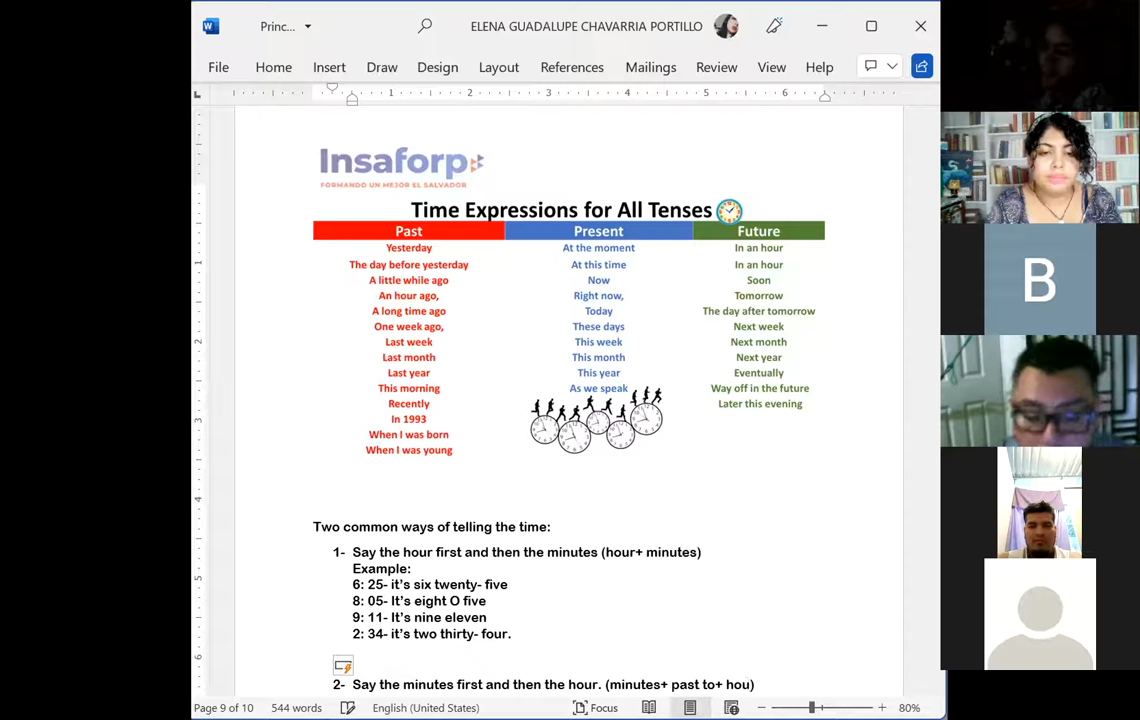 Princ...
ELENA GUADALUPE CHAVARRIA PORTILLO
File Home Insert Draw Design Layout References Mailings Review View Help
1 2 3 4 5 6
Insaforp
FORMANDO UN MEJOR EL SALVADOR
Time Expressions for All Tenses
Past Present Future
Yesterday At the moment In an hour
The day before yesterday At this time In an hour
A little while ago Now Soon
An hour ago, Right now, Tomorrow
A long time ago Today The day after tomorrow
One week ago, These days Next week
Last week This week Next month
Last month This month Next year
Last year This year Eventually
This morning As we speak Way off in the future
Recently Later this evening
In 1993
When I was born
When I was young
Two common ways of telling the time:
1- Say the hour first and then the minutes (hour+ minutes)
Example:
6: 25- it's six twenty- five
8: 05- It's eight O five
9: 11- It's nine eleven
2: 34- it's two thirty- four.
2- Say the minutes first and then the hour. (minutes+ past to+ hou)
Page 9 of 10 544 words English (United States) Focus 80%
B